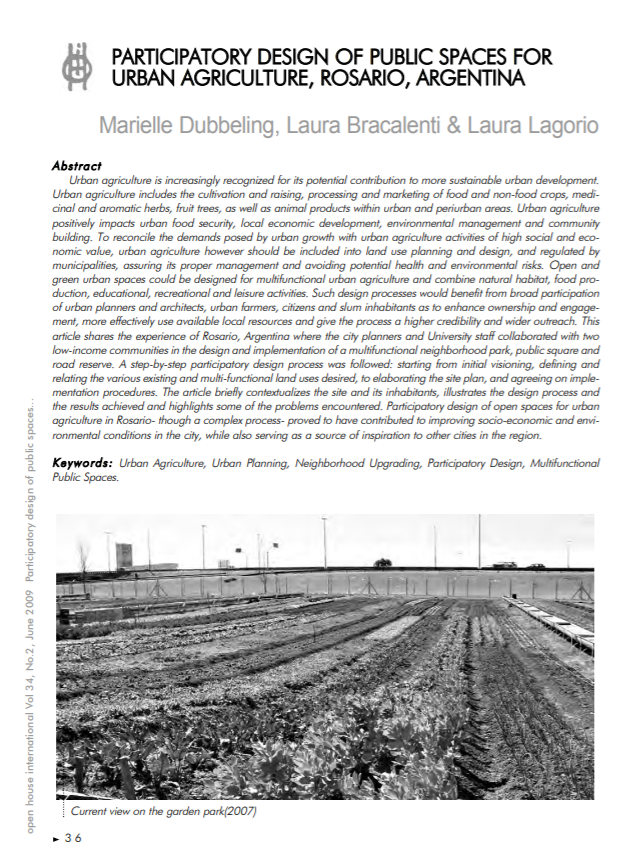 PARTICIPATORY DESIGN OF PUBLIC SPACES FOR
URBAN AGRICULTURE, ROSARIO, ARGENTINA
Marielle Dubbeling, Laura Bracalenti & Laura Lagorio
Abstract
Urban agriculture is increasingly recognized for its potential contribution to more sustainable urban development.
Urban agriculture includes the cultivation and raising, processing and marketing of food and non-food crops, medi-
cinal and aromatic herbs, fruit trees, as well as animal products within urban and periurban areas. Urban agriculture
positively impacts urban food security, local economic development, environmental management and community
building. To reconcile the demands posed by urban growth with urban agriculture activities of high social and eco-
nomic value, urban agriculture however should be included into land use planning and design, and regulated by
municipalities, assuring its proper management and avoiding potential health and environmental risks. Open and
green urban spaces could be designed for multifunctional urban agriculture and combine natural habitat, food pro-
duction, educational, recreational and leisure activities. Such design processes would benefit from broad participation
of urban planners and architects, urban farmers, citizens and slum inhabitants as to enhance ownership and engage-
ment, more effectively use available local resources and give the process a higher credibility and wider outreach. This
article shares the experience of Rosario, Argentina where the city planners and University staff collaborated with two
low-income communities in the design and implementation of a multifunctional neighborhood park, public square and
road reserve. A step-by-step participatory design process was followed: starting from initial visioning, defining and
relating the various existing and multi-functional land uses desired, to elaborating the site plan, and agreeing on imple-
mentation procedures. The article briefly contextualizes the site and its inhabitants, illustrates the design process and
the results achieved and highlights some of the problems encountered. Participatory design of open spaces for urban
agriculture in Rosario- though a complex process- proved to have contributed to improving socio-economic and envi-
ronmental conditions in the city, while also serving as a source of inspiration to other cities in the region.
Keywords: Urban Agriculture, Urban Planning, Neighborhood Upgrading, Participatory Design, Multifunctional
Public Spaces.
Current view on the garden park(2007)
open house international Vol 34, No.2, June 2009 Participatory design of public spaces...
► 36